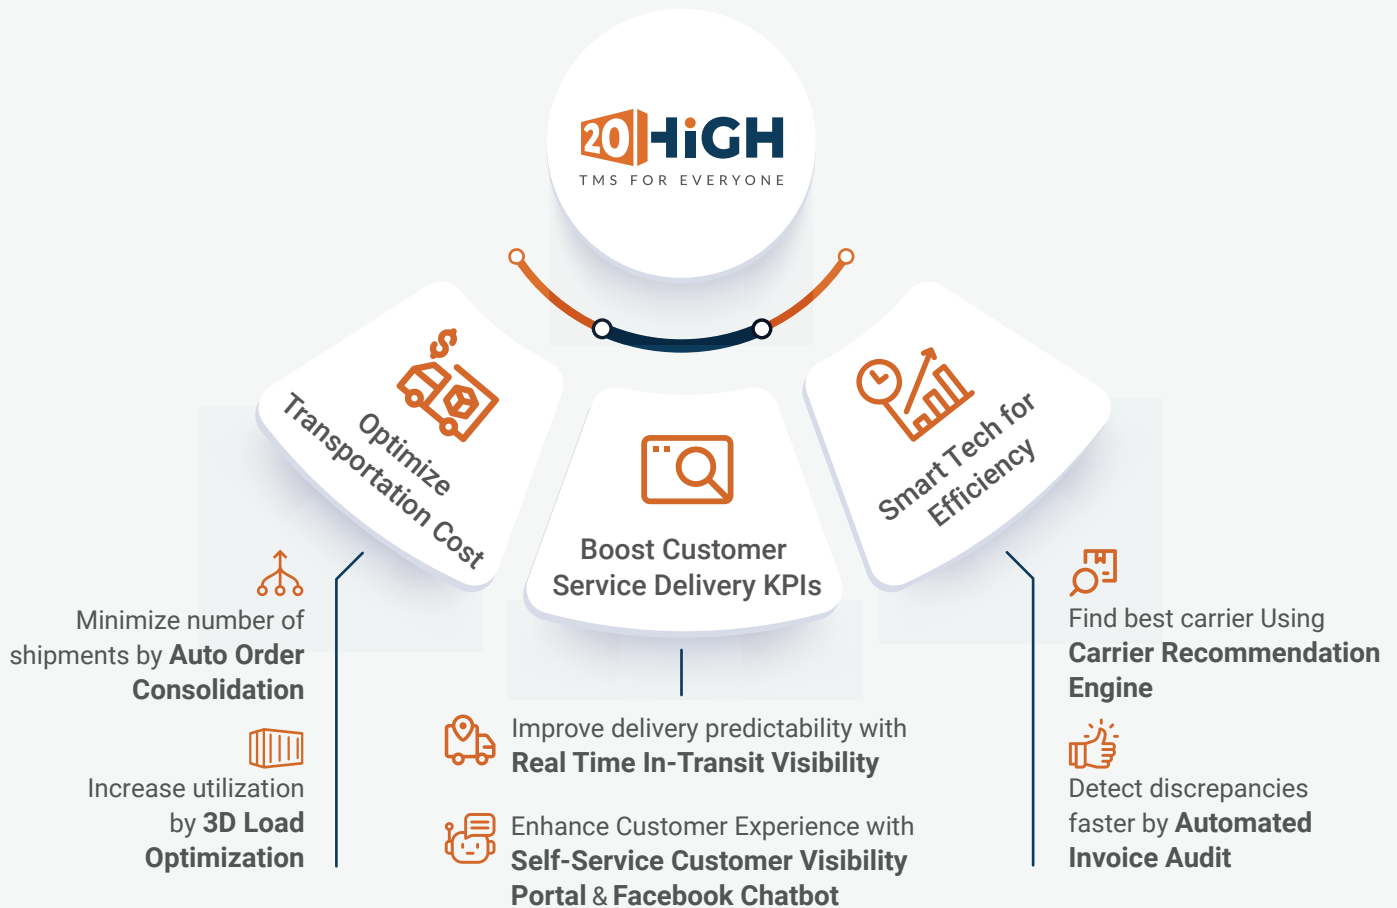 20 HiGH
TMS FOR EVERYONE
Optimize
Transportation Cost
Boost Customer
Service Delivery KPIs
Smart Tech for
Efficiency
Minimize number of
shipments by Auto Order
Consolidation
Increase utilization
by 3D Load
Optimization
Improve delivery predictability with
Real Time In-Transit Visibility
Enhance Customer Experience with
Self-Service Customer Visibility
Portal & Facebook Chatbot
Find best carrier Using
Carrier Recommendation
Engine
Detect discrepancies
faster by Automated
Invoice Audit